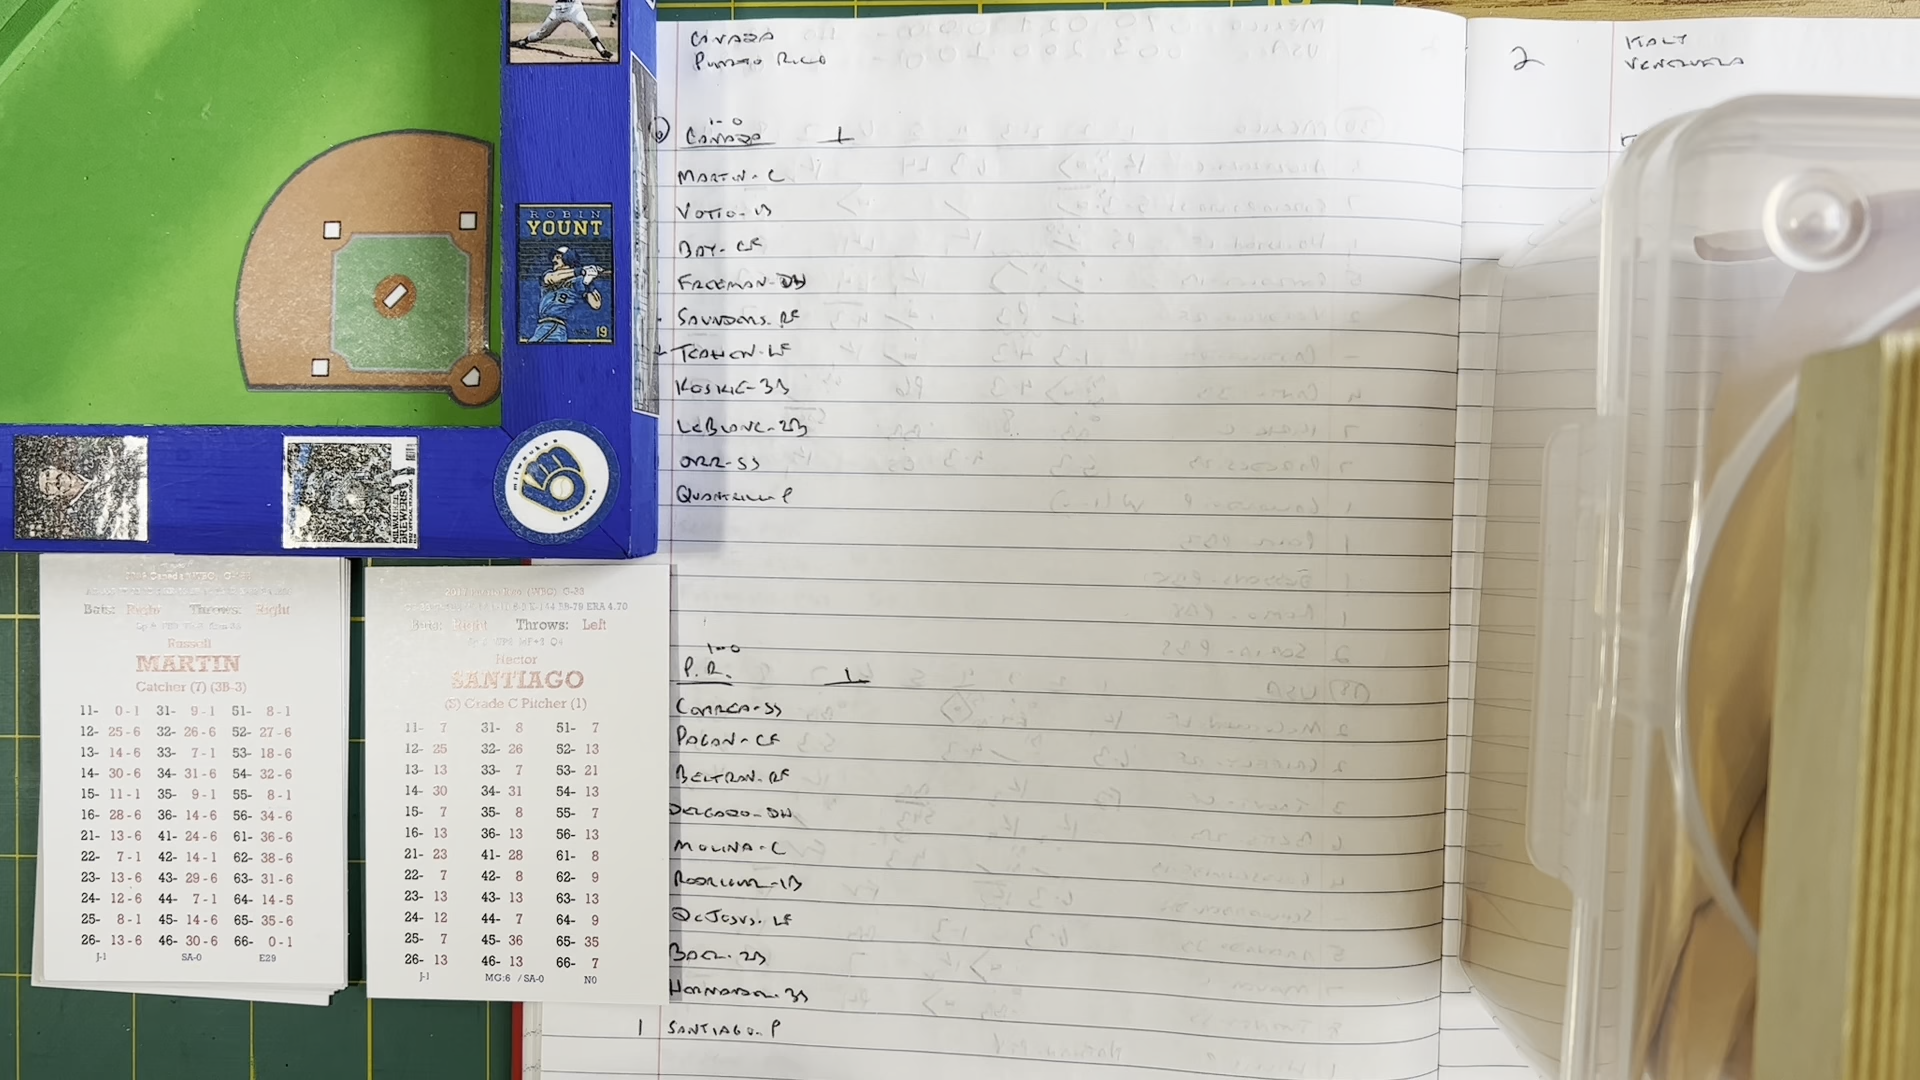 CANADA
PUERTO RICO
2
ITALY
VENEZUELA
1-0
CANADA 1
MARTIN-C
VOTTO-1B
BAY-CF
FREEMAN-DH
SAUNDERS-RF
TEAHEN-LF
KOSKIE-3B
LEBLANC-2B
ORR-SS
QUANTRILL-P
1-0
P.R. 1
CORREA-SS
PAGAN-CF
BELTRAN-RF
DELGADO-DH
MOLINA-C
RODRIGUEZ-1B
DEJESUS-LF
BAEZ-2B
HERNANDEZ-3B
1 SANTIAGO-P
ROBIN
YOUNT
19
milwaukee
brewers
Bats: Right Throws: Right
Russell
MARTIN
Catcher (7) (3B-3)
11- 0-1 31- 9-1 51- 8-1
12- 25-6 32- 26-6 52- 27-6
13- 14-6 33- 7-1 53- 18-6
14- 30-6 34- 31-6 54- 32-6
15- 11-1 35- 9-1 55- 8-1
16- 28-6 36- 14-6 56- 34-6
21- 13-6 41- 24-6 61- 36-6
22- 7-1 42- 14-1 62- 38-6
23- 13-6 43- 29-6 63- 31-6
24- 12-6 44- 7-1 64- 14-5
25- 8-1 45- 14-6 65- 35-6
26- 13-6 46- 30-6 66- 0-1
J-1 SA-0 E29
Bats: Right Throws: Left
Hector
SANTIAGO
(5) Grade C Pitcher (1)
11- 7 31- 8 51- 7
12- 25 32- 26 52- 13
13- 13 33- 7 53- 21
14- 30 34- 31 54- 13
15- 7 35- 8 55- 7
16- 13 36- 13 56- 13
21- 23 41- 28 61- 8
22- 7 42- 8 62- 9
23- 13 43- 13 63- 13
24- 12 44- 7 64- 9
25- 7 45- 36 65- 35
26- 13 46- 13 66- 7
J-1 MG:6 / SA-0 N0